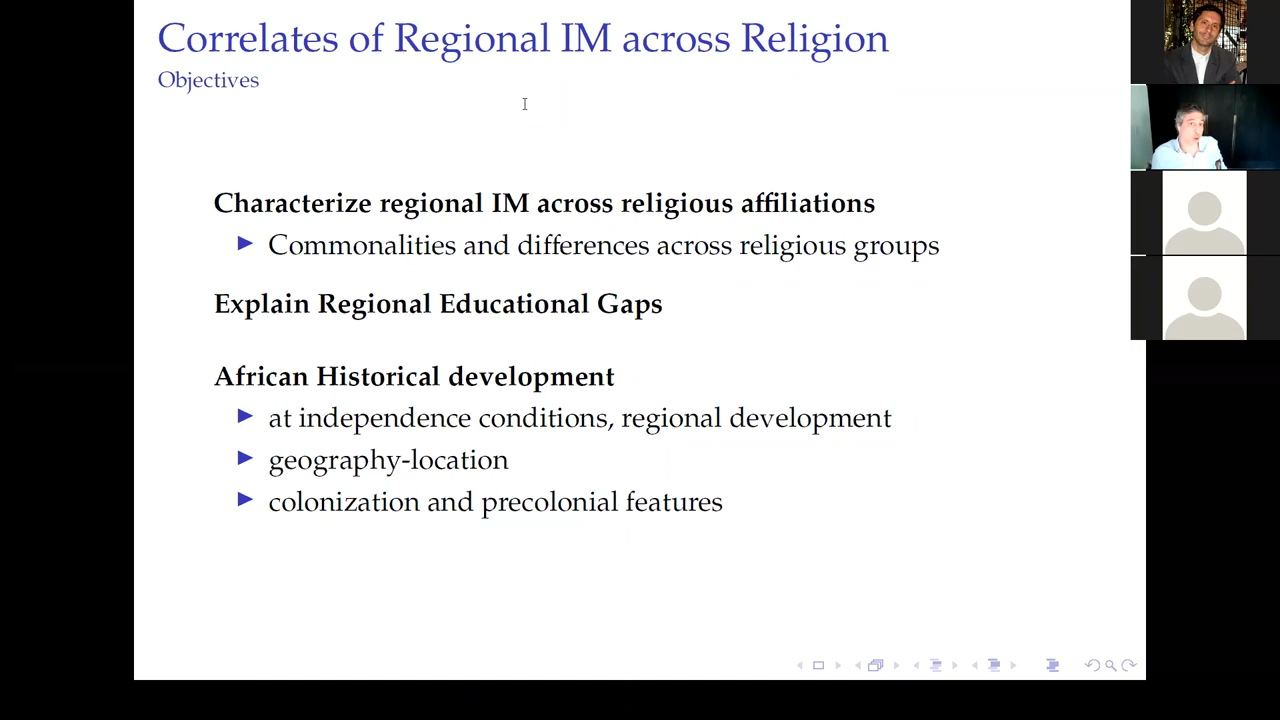 Correlates of Regional IM across Religion
Objectives
Characterize regional IM across religious affiliations
Commonalities and differences across religious groups
Explain Regional Educational Gaps
African Historical development
at independence conditions, regional development
geography-location
colonization and precolonial features